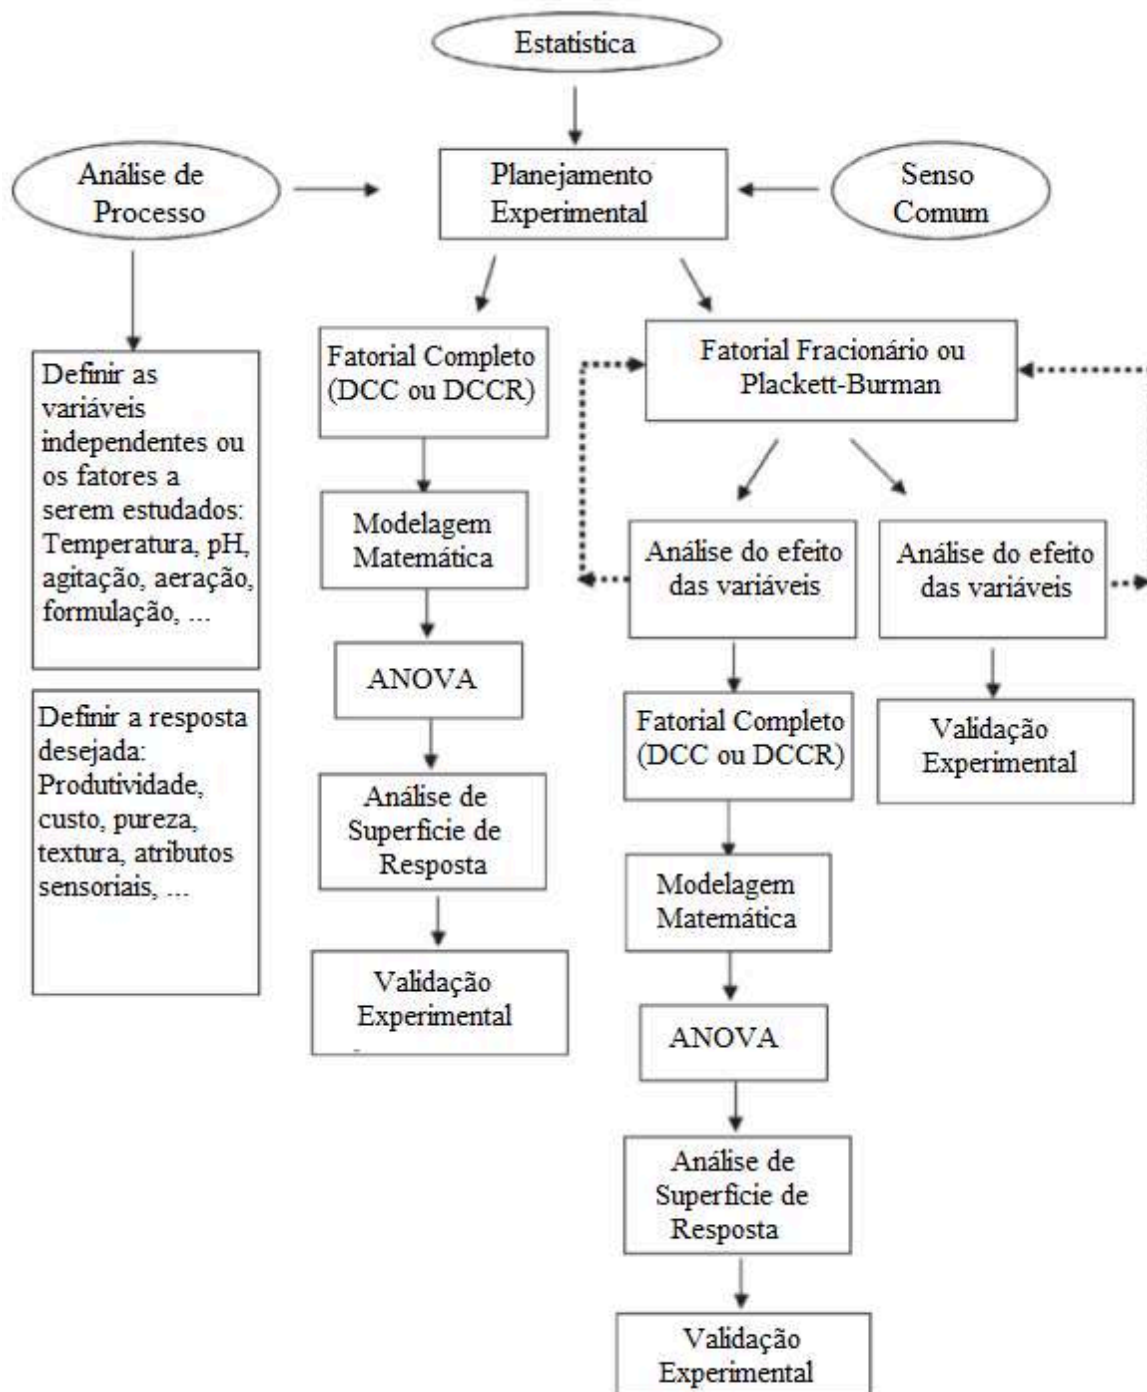 Estatística
Análise de
Processo
Planejamento
Experimental
Senso
Comum
Definir as
variáveis
independentes ou
os fatores a
serem estudados:
Temperatura, pH,
agitação, aeração,
formulação, ...
Definir a resposta
desejada:
Produtividade,
custo, pureza,
textura, atributos
sensoriais, ...
Fatorial Completo
(DCC ou DCCR)
Modelagem
Matemática
ANOVA
Análise de
Superfície de
Resposta
Validação
Experimental
Fatorial Fracionário ou
Plackett-Burman
Análise do efeito
das variáveis
Fatorial Completo
(DCC ou DCCR)
Modelagem
Matemática
ANOVA
Análise de
Superfície de
Resposta
Validação
Experimental
Análise do efeito
das variáveis
Validação
Experimental